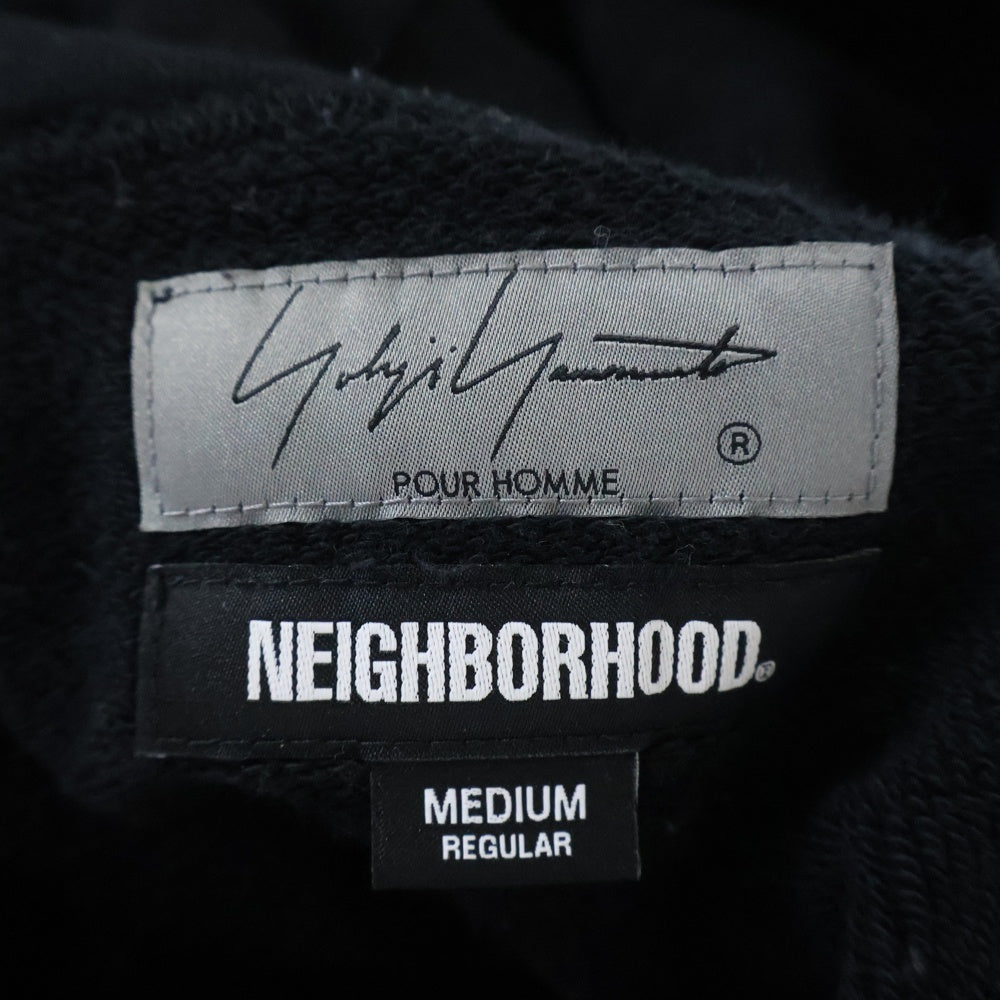 Yohji Yamamoto
®
POUR HOMME
NEIGHBORHOOD®
MEDIUM
REGULAR